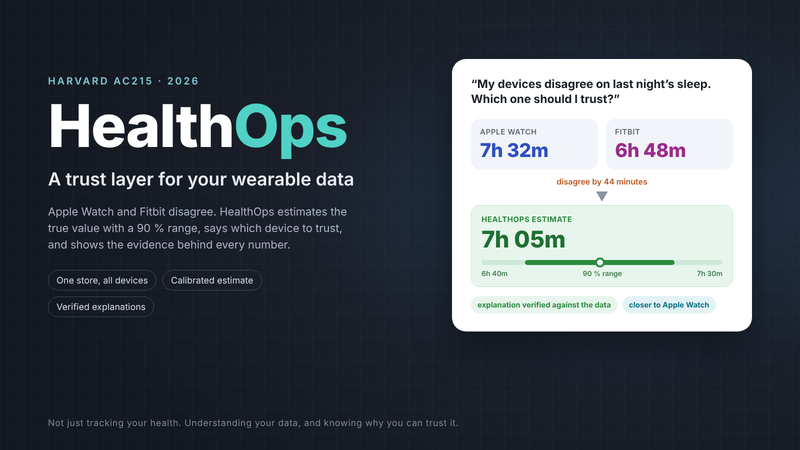 HARVARD AC215 · 2026
HealthOps
A trust layer for your wearable data
Apple Watch and Fitbit disagree. HealthOps estimates the
true value with a 90 % range, says which device to trust,
and shows the evidence behind every number.
One store, all devices
Calibrated estimate
Verified explanations
“My devices disagree on last night’s sleep.
Which one should I trust?”
APPLE WATCH
7h 32m
FITBIT
6h 48m
disagree by 44 minutes
HEALTHOPS ESTIMATE
7h 05m
6h 40m
90 % range
7h 30m
explanation verified against the data
closer to Apple Watch
Not just tracking your health. Understanding your data, and knowing why you can trust it.